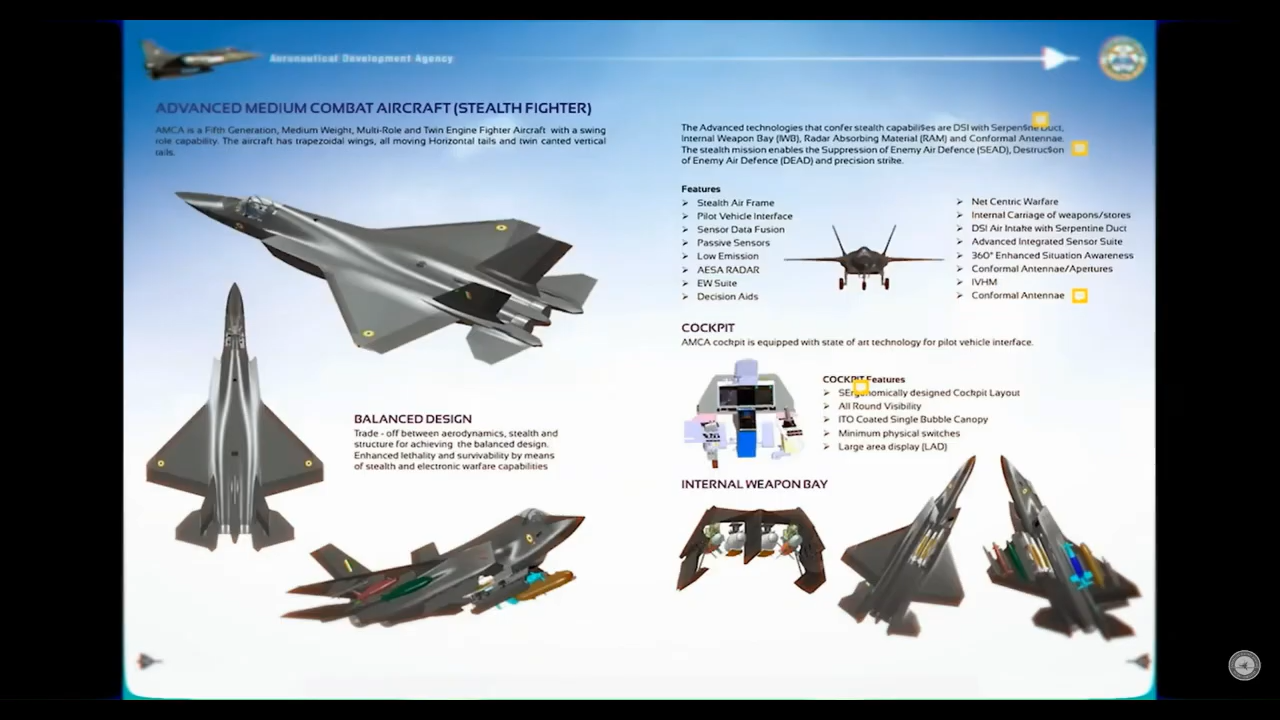 Aeronautical Development Agency
ADVANCED MEDIUM COMBAT AIRCRAFT (STEALTH FIGHTER)
AMCA is a Fifth Generation, Medium Weight, Multi-Role and Twin Engine Fighter Aircraft with a swing
role capability. The aircraft has trapezoidal wings, all moving Horizontal tails and twin canted vertical
tails.
BALANCED DESIGN
Trade - off between aerodynamics, stealth and
structure for achieving the balanced design.
Enhanced lethality and survivability by means
of stealth and electronic warfare capabilities
The Advanced technologies that confer stealth capabilities are DSI with Serpentine Duct,
Internal Weapon Bay (IWB), Radar Absorbing Material (RAM) and Conformal Antennae.
The stealth mission enables the Suppression of Enemy Air Defence (SEAD), Destruction
of Enemy Air Defence (DEAD) and precision strike.
Features
Stealth Air Frame
Pilot Vehicle Interface
Sensor Data Fusion
Passive Sensors
Low Emission
AESA RADAR
EW Suite
Decision Aids
Net Centric Warfare
Internal Carriage of weapons/stores
DSI Air Intake with Serpentine Duct
Advanced Integrated Sensor Suite
360° Enhanced Situation Awareness
Conformal Antennae/Apertures
IVHM
Conformal Antennae
COCKPIT
AMCA cockpit is equipped with state of art technology for pilot vehicle interface.
COCKPIT Features
SErgonomically designed Cockpit Layout
All Round Visibility
ITO Coated Single Bubble Canopy
Minimum physical switches
Large area display (LAD)
INTERNAL WEAPON BAY